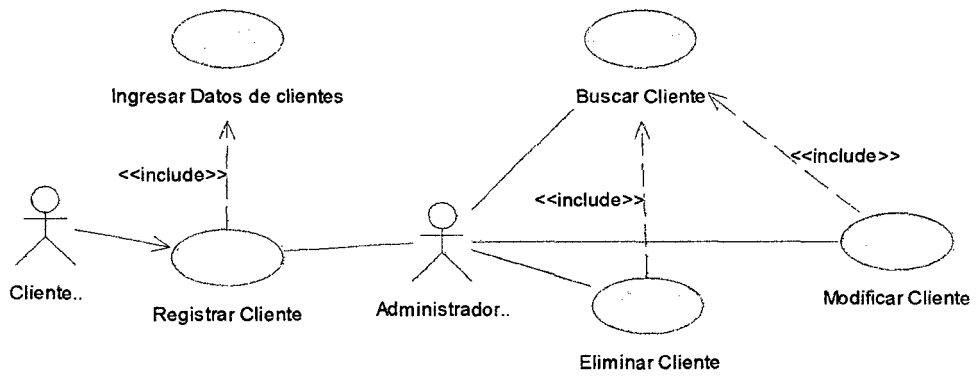 Ingresar Datos de clientes
Buscar Cliente
<<include>>
<<include>>
<<include>>
Cliente..
Registrar Cliente
Administrador..
Modificar Cliente
Eliminar Cliente